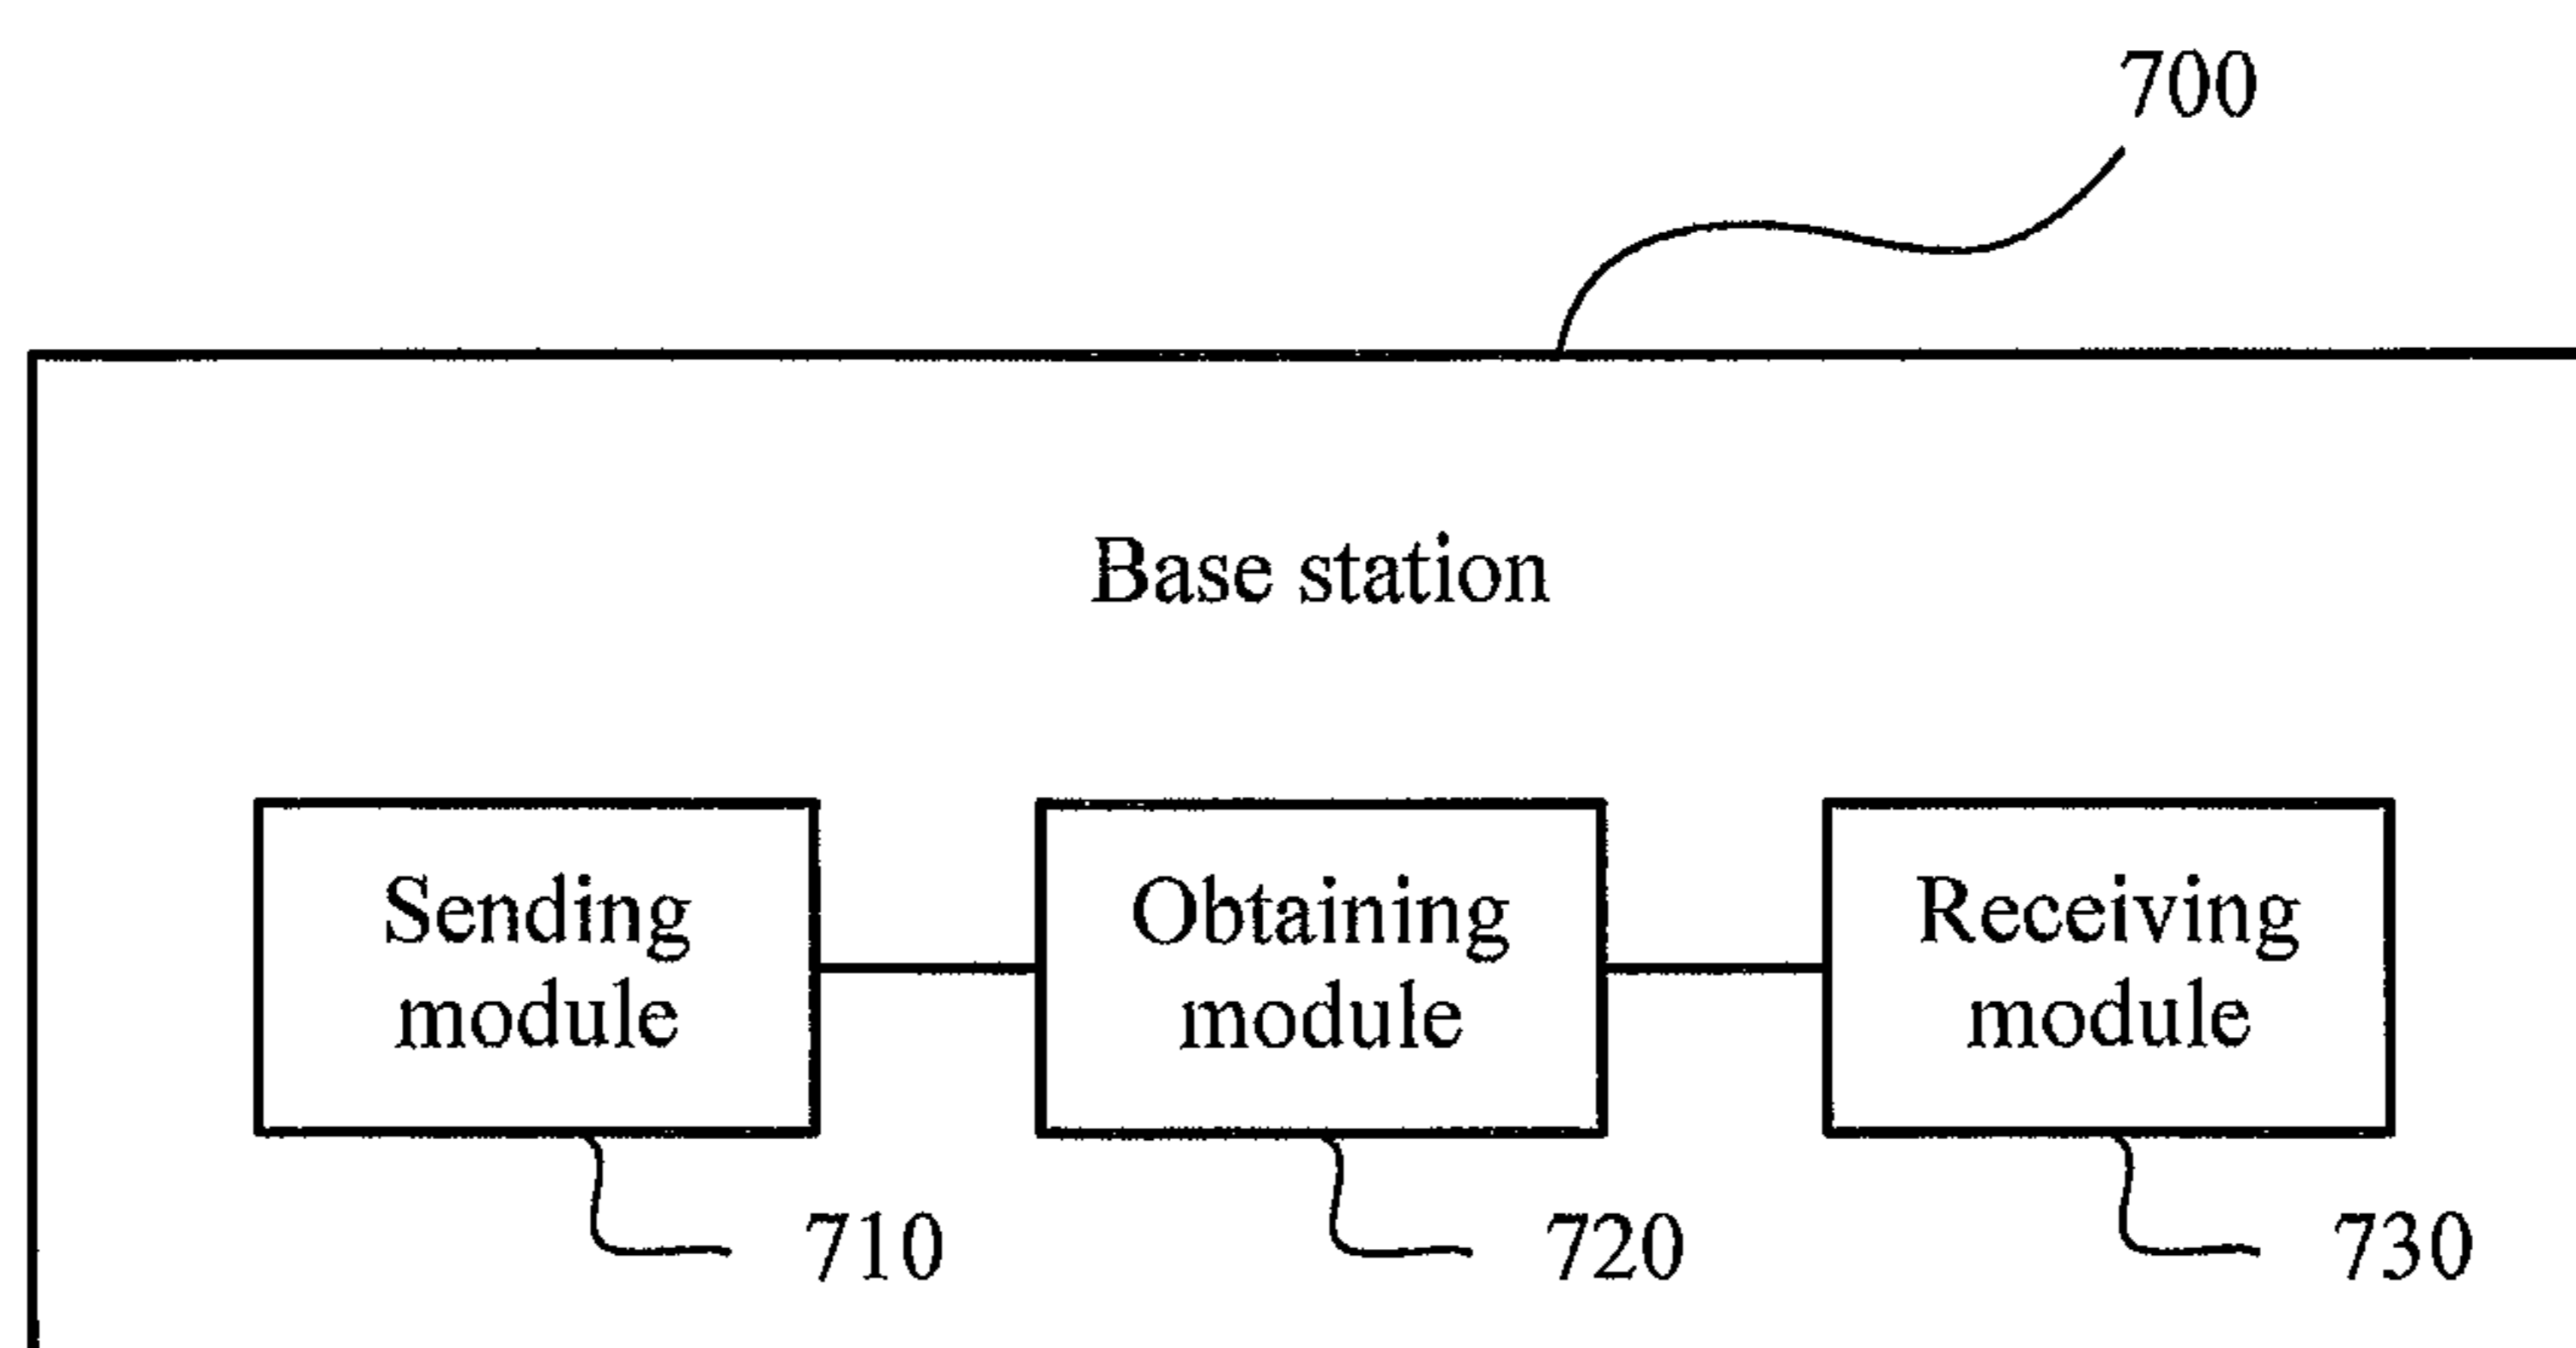 700
Base station
Sending
module
Obtaining
module
Receiving
module
710
720
730